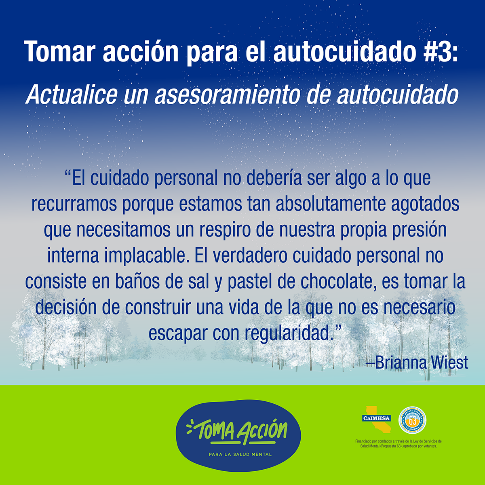 Tomar acción para el autocuidado #3:
Actualice un asesoramiento de autocuidado
“El cuidado personal no debería ser algo a lo que
recurramos porque estamos tan absolutamente agotados
que necesitamos un respiro de nuestra propia presión
interna implacable. El verdadero cuidado personal no
consiste en baños de sal y pastel de chocolate, es tomar la
decisión de construir una vida de la que no es necesario
escapar con regularidad.”
–Brianna Wiest
TOMA ACCIÓN
PARA LA SALUD MENTAL
CalMHSA